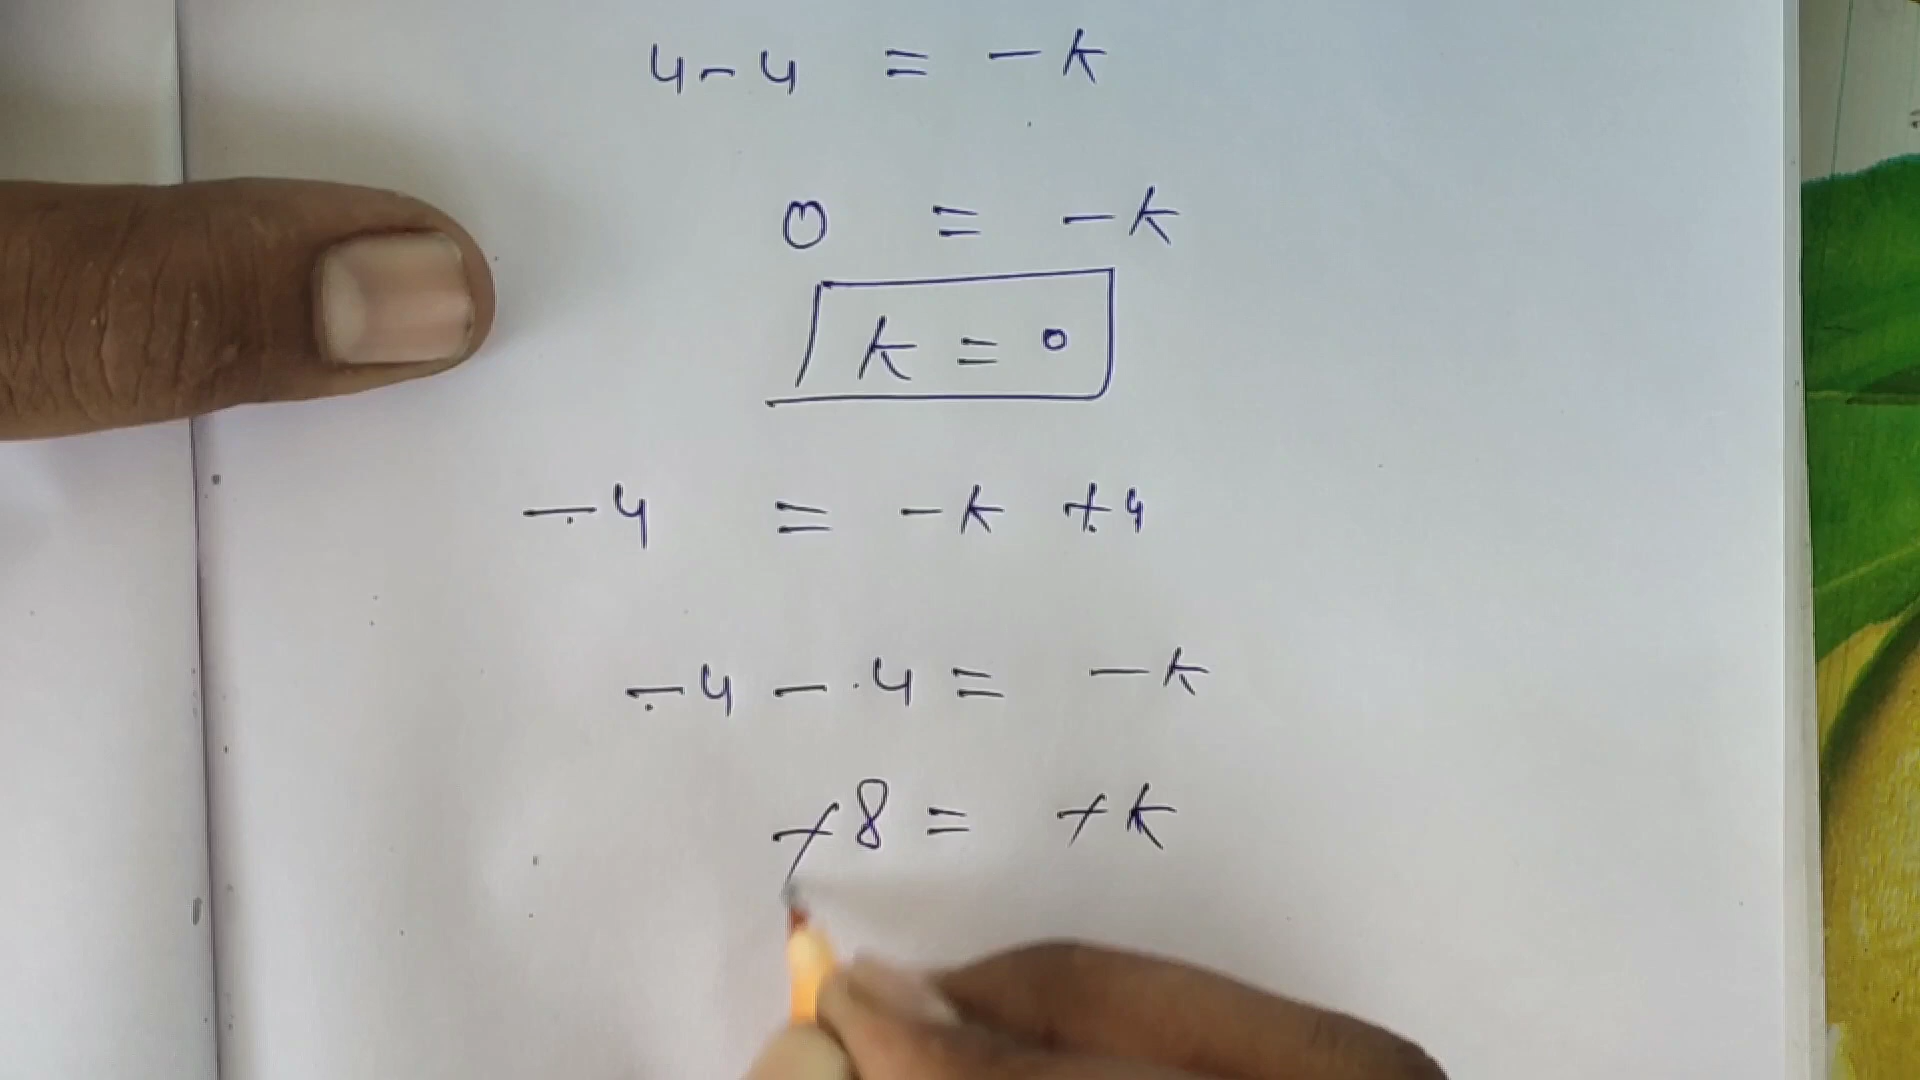 4 - 4 = - k
0 = - k
k = 0
- 4 = - k + 4
- 4 - 4 = - k
+ 8 = + k